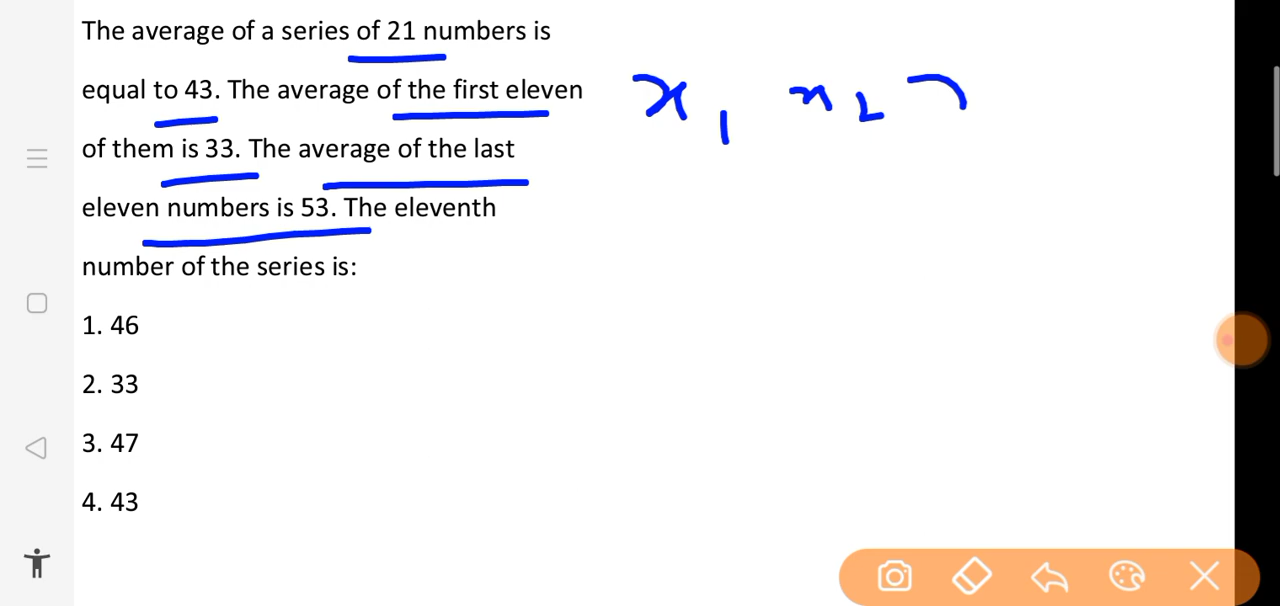 The average of a series of 21 numbers is
equal to 43. The average of the first eleven
of them is 33. The average of the last
eleven numbers is 53. The eleventh
number of the series is:
1. 46
2. 33
3. 47
4. 43
x1 x2